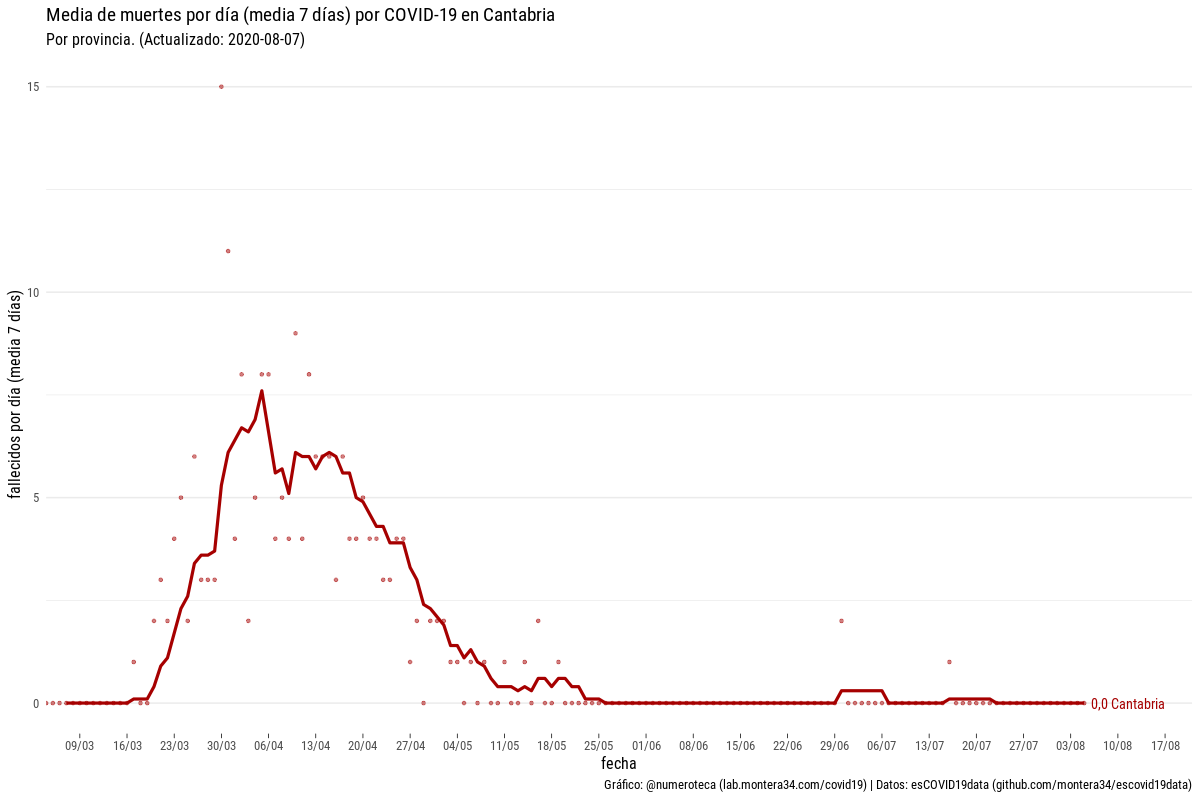 Media de muertes por día (media 7 días) por COVID-19 en Cantabria
Por provincia. (Actualizado: 2020-08-07)
fallecidos por día (media 7 días)
15
10
5
0
0,0 Cantabria
09/03 16/03 23/03 30/03 06/04 13/04 20/04 27/04 04/05 11/05 18/05 25/05 01/06 08/06 15/06 22/06 29/06 06/07 13/07 20/07 27/07 03/08 10/08 17/08
fecha
Gráfico: @numeroteca (lab.montera34.com/covid19) | Datos: esCOVID19data (github.com/montera34/escovid19data)